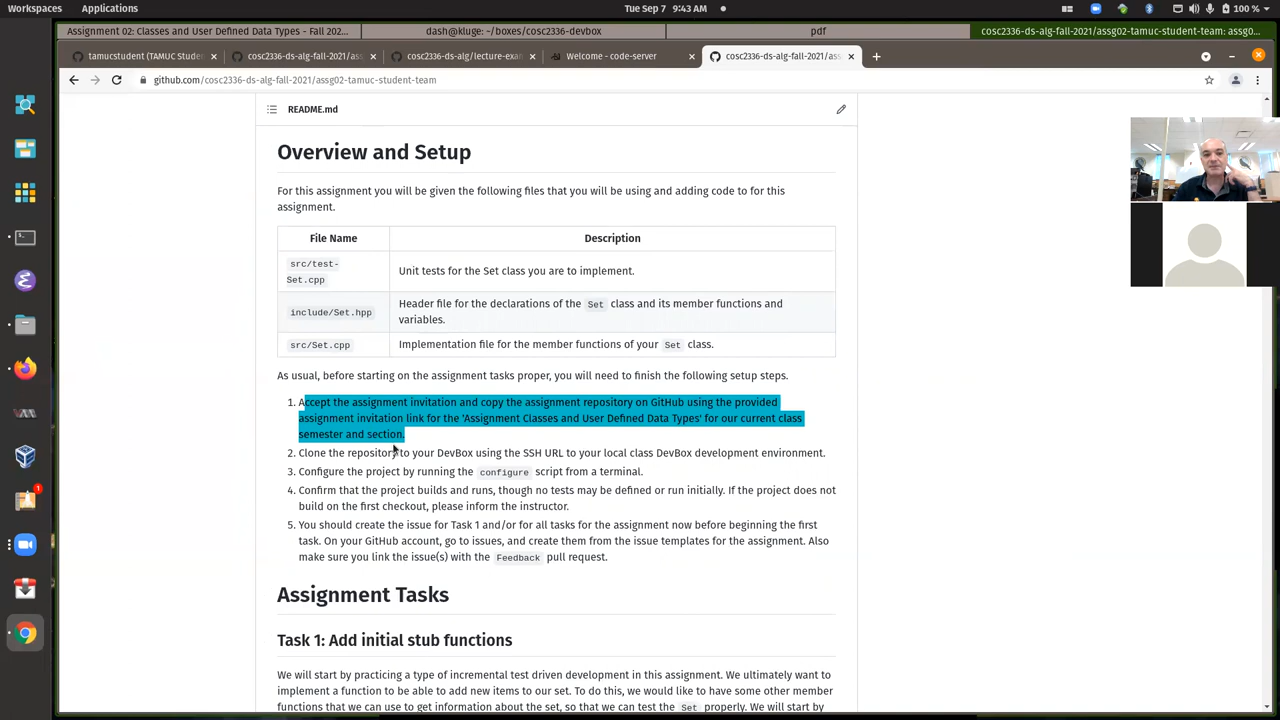 Workspaces
Applications
Tue Sep 7 9:43 AM
100 %
Assignment 02: Classes and User Defined Data Types - Fall 202...
dash@kluge: ~/boxes/cosc2336-devbox
pdf
cosc2336-ds-alg-fall-2021/assg02-tamuc-student-team: assg0...
tamucstudent (TAMUC Stude
cosc2336-ds-alg-fall-2021/as
cosc2336-ds-alg/lecture-exa
Welcome - code-server
cosc2336-ds-alg-fall-2021/as
github.com/cosc2336-ds-alg-fall-2021/assg02-tamuc-student-team
README.md
Overview and Setup
For this assignment you will be given the following files that you will be using and adding code to for this
assignment.
File Name
Description
src/test-
Set.cpp
Unit tests for the Set class you are to implement.
include/Set.hpp
Header file for the declarations of the Set class and its member functions and
variables.
src/Set.cpp
Implementation file for the member functions of your Set class.
As usual, before starting on the assignment tasks proper, you will need to finish the following setup steps.
1. Accept the assignment invitation and copy the assignment repository on GitHub using the provided
assignment invitation link for the 'Assignment Classes and User Defined Data Types' for our current class
semester and section.
2. Clone the repository to your DevBox using the SSH URL to your local class DevBox development environment.
3. Configure the project by running the configure script from a terminal.
4. Confirm that the project builds and runs, though no tests may be defined or run initially. If the project does not
build on the first checkout, please inform the instructor.
5. You should create the issue for Task 1 and/or for all tasks for the assignment now before beginning the first
task. On your GitHub account, go to issues, and create them from the issue templates for the assignment. Also
make sure you link the issue(s) with the Feedback pull request.
Assignment Tasks
Task 1: Add initial stub functions
We will start by practicing a type of incremental test driven development in this assignment. We ultimately want to
implement a function to be able to add new items to our set. To do this, we would like to have some other member
functions that we can use to get information about the set, so that we can test the Set properly. We will start by